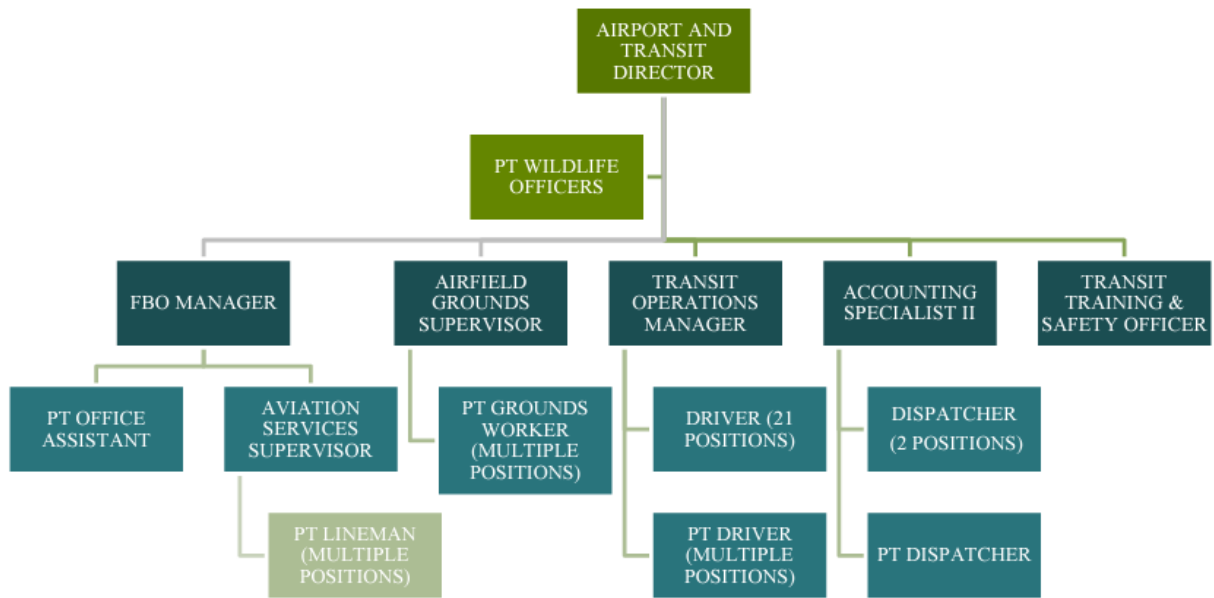 AIRPORT AND
TRANSIT
DIRECTOR
PT WILDLIFE
OFFICERS
FBO MANAGER
AIRFIELD
GROUNDS
SUPERVISOR
TRANSIT
OPERATIONS
MANAGER
ACCOUNTING
SPECIALIST II
TRANSIT
TRAINING &
SAFETY OFFICER
PT OFFICE
ASSISTANT
AVIATION
SERVICES
SUPERVISOR
PT GROUNDS
WORKER
(MULTIPLE
POSITIONS)
DRIVER (21
POSITIONS)
DISPATCHER
(2 POSITIONS)
PT LINEMAN
(MULTIPLE
POSITIONS)
PT DRIVER
(MULTIPLE
POSITIONS)
PT DISPATCHER